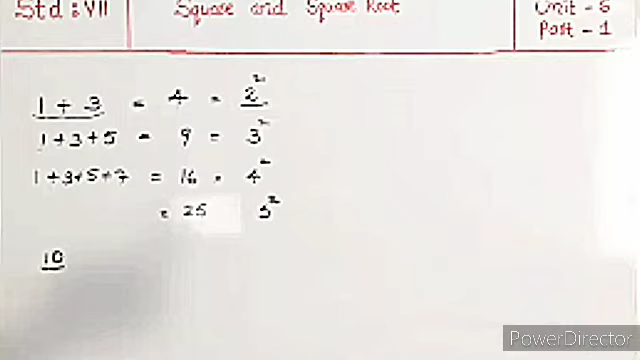 Std : VII
Square and Square Root
Unit - 6
Part - 1
1 + 3 = 4 = 2²
1+3+5 = 9 = 3²
1+3+5+7 = 16 = 4²
= 25 5²
10
PowerDirector